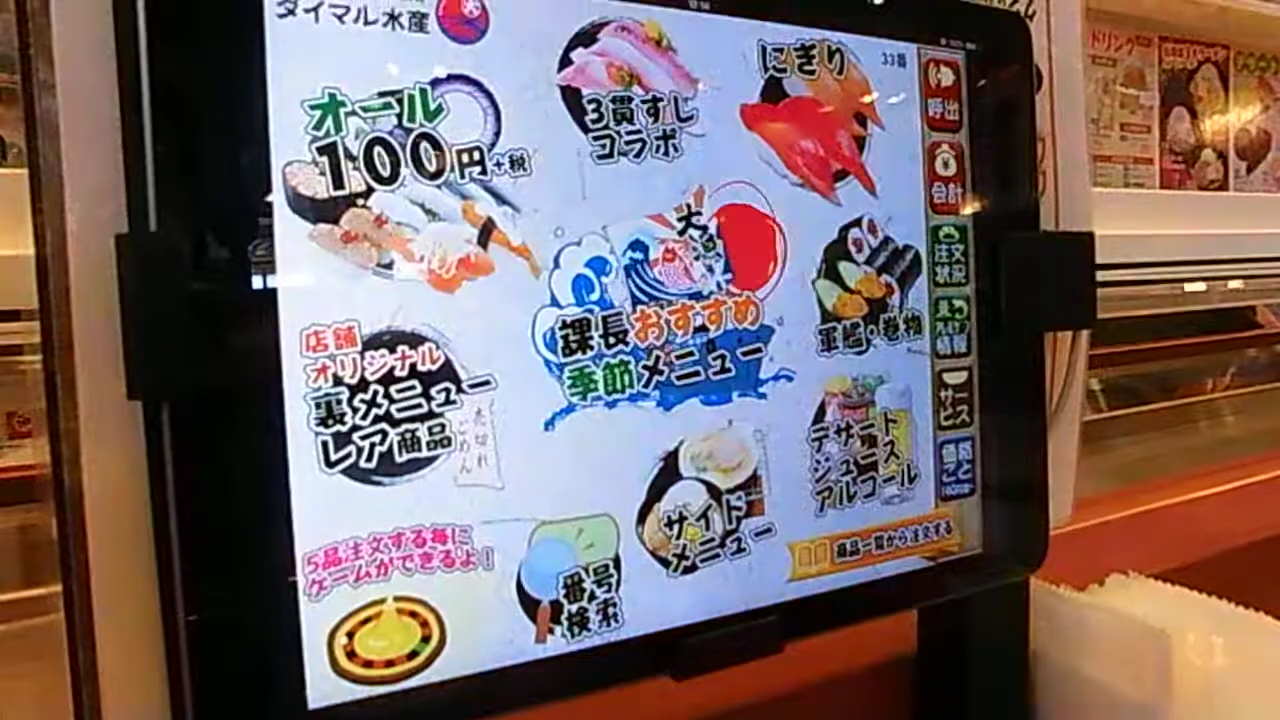 ダイマル水産
オール
100円+税
3貫すし
コラボ
にぎり
33番
呼出
会計
注文
状況
サービス
課長おすすめ
季節メニュー
軍艦・巻物
店舗
オリジナル
裏メニュー
レア商品
売切れ
ごめん
デザート
ジュース
アルコール
サイド
メニュー
商品一覧から注文する
5品注文する毎に
ゲームができるよ!
番号
検索
ドリンク